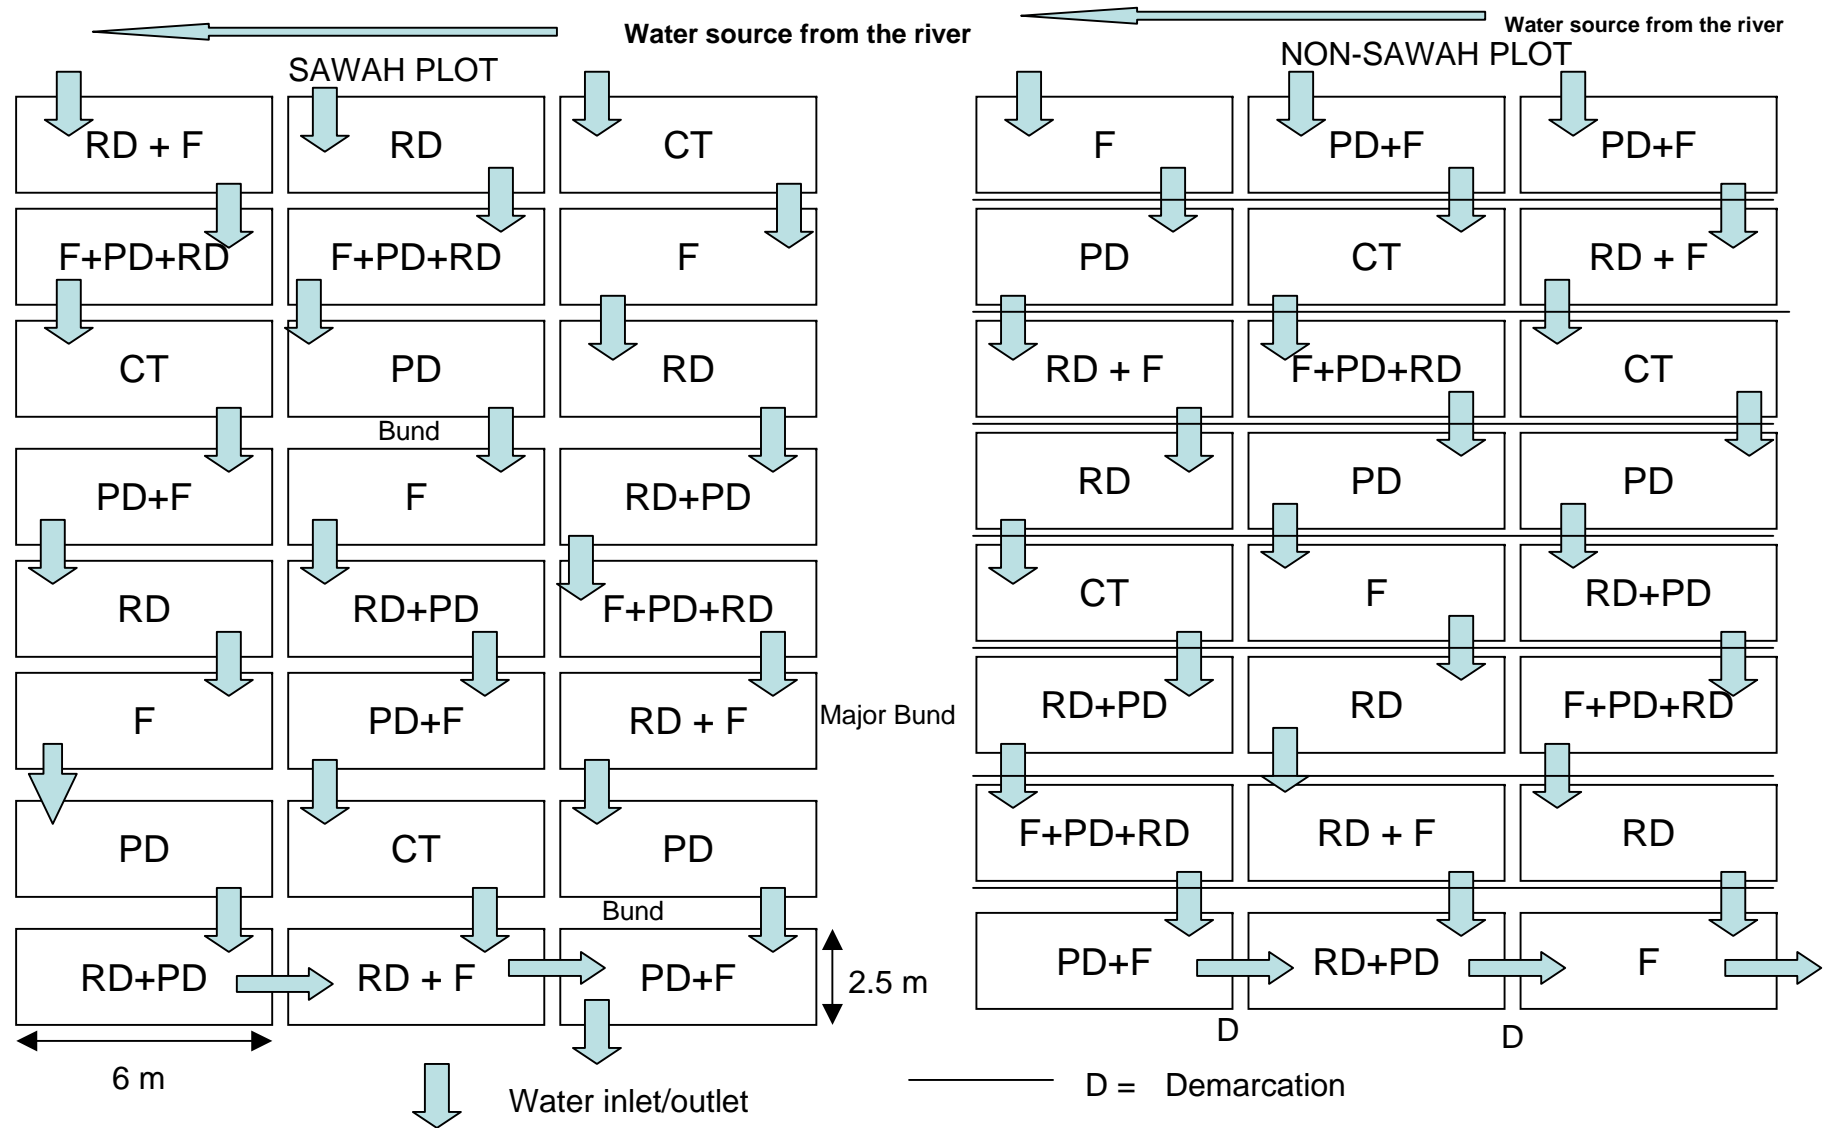 Water source from the river
Water source from the river
SAWAH PLOT
NON-SAWAH PLOT
RD + F
RD
CT
F
PD+F
PD+F
F+PD+RD
F+PD+RD
F
PD
CT
RD + F
CT
PD
RD
RD + F
F+PD+RD
CT
Bund
PD+F
F
RD+PD
RD
PD
PD
RD
RD+PD
F+PD+RD
CT
F
RD+PD
F
PD+F
RD + F
Major Bund
RD+PD
RD
F+PD+RD
PD
CT
PD
F+PD+RD
RD + F
RD
Bund
RD+PD
RD + F
PD+F
2.5 m
PD+F
RD+PD
F
D
D
6 m
Water inlet/outlet
D = Demarcation